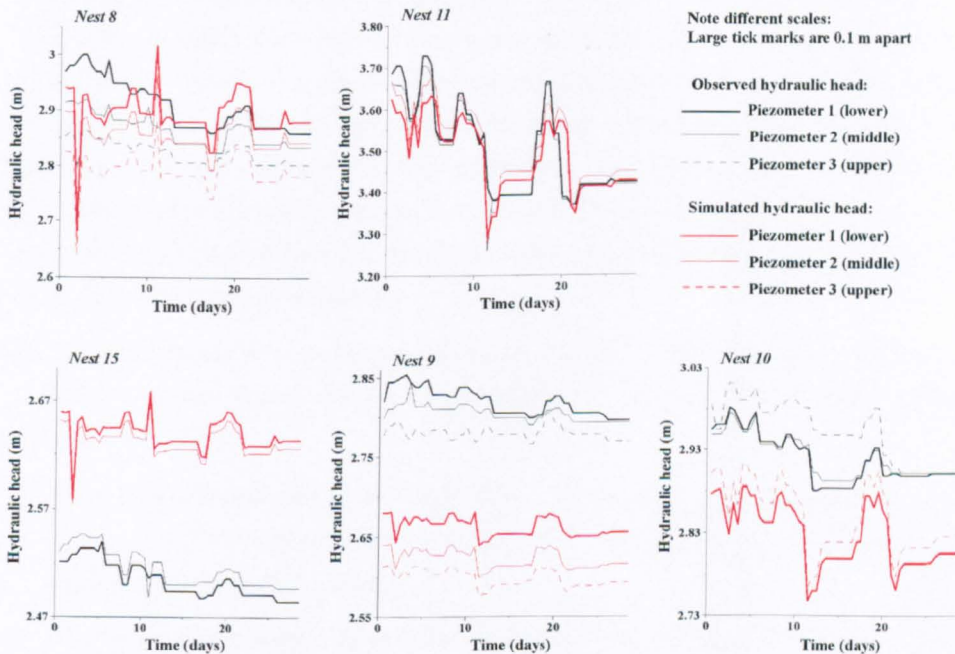 Nest 8
Hydraulic head (m)
3
2.9
2.8
2.7
2.6
0
10
20
Time (days)
Nest 11
Hydraulic head (m)
3.80
3.70
3.60
3.50
3.40
3.30
3.20
0
10
20
Time (days)
Note different scales:
Large tick marks are 0.1 m apart
Observed hydraulic head:
Piezometer 1 (lower)
Piezometer 2 (middle)
Piezometer 3 (upper)
Simulated hydraulic head:
Piezometer 1 (lower)
Piezometer 2 (middle)
Piezometer 3 (upper)
Nest 15
Hydraulic head (m)
2.67
2.57
2.47
0
10
20
Time (days)
Nest 9
Hydraulic head (m)
2.85
2.75
2.65
2.55
0
10
20
Time (days)
Nest 10
Hydraulic head (m)
3.03
2.93
2.83
2.73
0
10
20
Time (days)